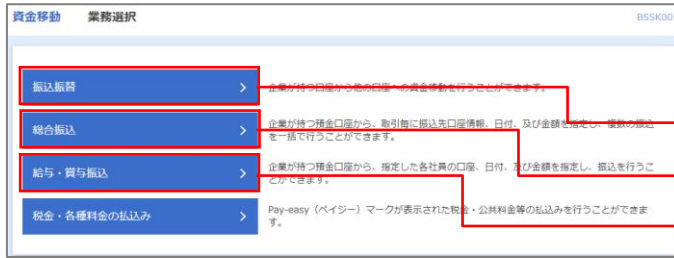 資金移動 業務選択 BSSK00
振込振替 企業が持つ口座から他の口座への資金移動を行うことができます。
総合振込 企業が持つ預金口座から、取引毎に振込先口座情報、日付、及び金額を指定し、複数の振込
を一括で行うことができます。
給与・賞与振込 企業が持つ預金口座から、指定した各社員の口座、日付、及び金額を指定し、振込を行うこ
とができます。
税金・各種料金の払込み Pay-easy（ペイジー）マークが表示された税金・公共料金等の払込みを行うことができま
す。